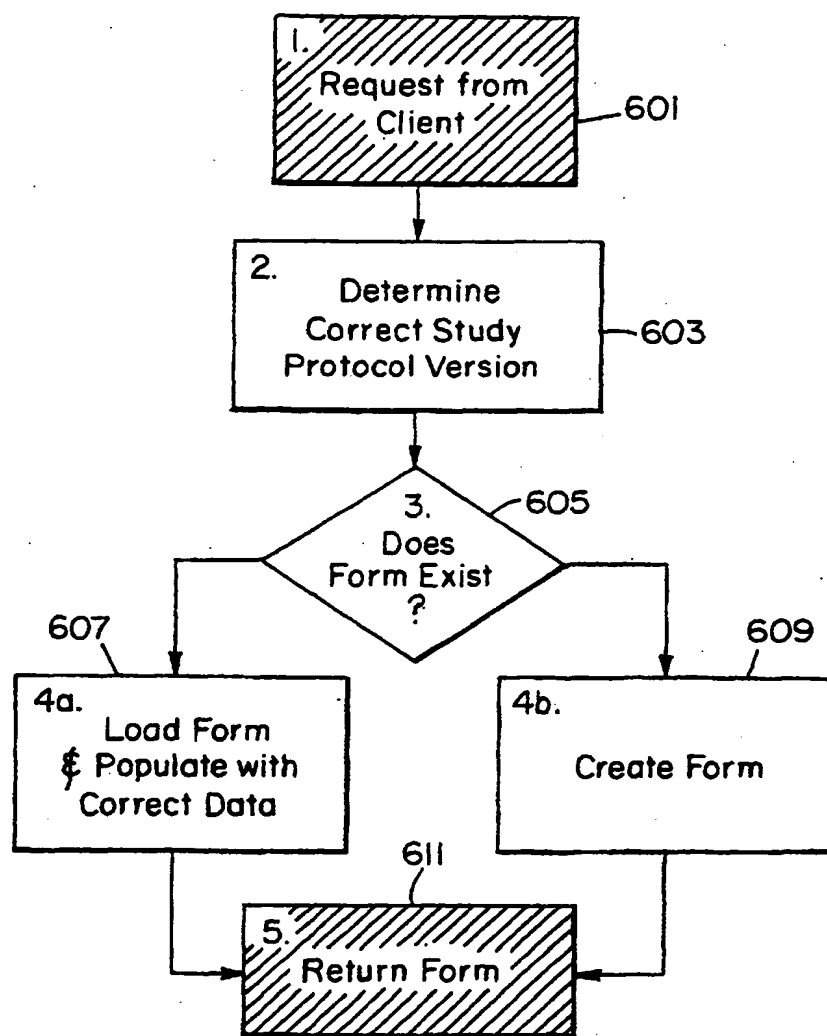 1.
Request from
Client
601
2.
Determine
Correct Study
Protocol Version
603
3.
Does
Form Exist
?
605
607
4a.
Load Form
& Populate with
Correct Data
609
4b.
Create Form
611
5.
Return Form